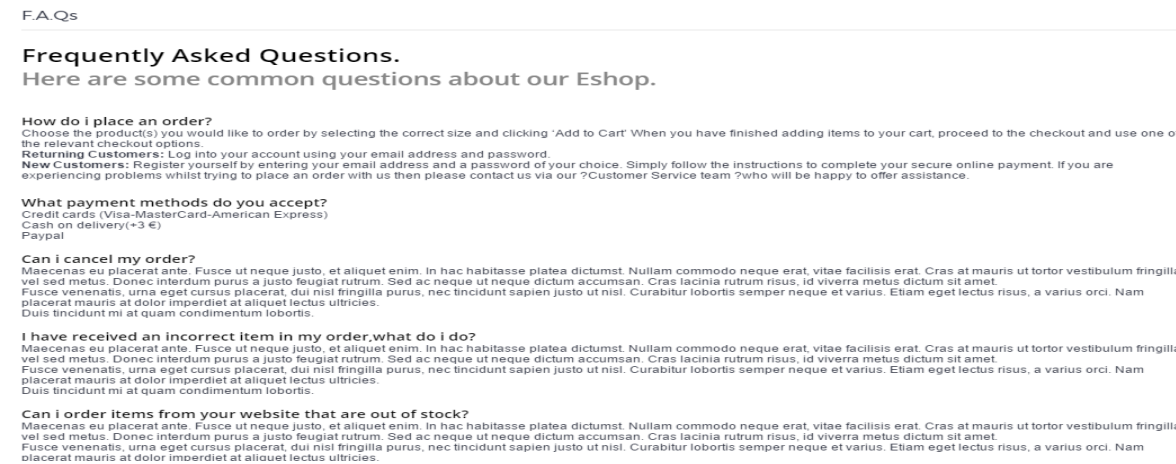 F.A.Qs
Frequently Asked Questions.
Here are some common questions about our Eshop.
How do i place an order?
Choose the product(s) you would like to order by selecting the correct size and clicking 'Add to Cart' When you have finished adding items to your cart, proceed to the checkout and use one
the relevant checkout options.
Returning Customers: Log into your account using your email address and password.
New Customers: Register yourself by entering your email address and a password of your choice. Simply follow the instructions to complete your secure online payment. If you are
experiencing problems whilst trying to place an order with us then please contact us via our ?Customer Service team ?who will be happy to offer assistance.
What payment methods do you accept?
Credit cards (Visa-MasterCard-American Express)
Cash on delivery(+3 €)
Paypal
Can i cancel my order?
Maecenas eu placerat ante. Fusce ut neque justo, et aliquet enim. In hac habitasse platea dictumst. Nullam commodo neque erat, vitae facilisis erat. Cras at mauris ut tortor vestibulum fringilla
vel sed metus. Donec interdum purus a justo feugiat rutrum. Sed ac neque ut neque dictum accumsan. Cras lacinia rutrum risus, id viverra metus dictum sit amet.
Fusce venenatis, urna eget cursus placerat, dui nisl fringilla purus, nec tincidunt sapien justo ut nisl. Curabitur lobortis semper neque et varius. Etiam eget lectus risus, a varius orci. Nam
placerat mauris at dolor imperdiet at aliquet lectus ultricies.
Duis tincidunt mi at quam condimentum lobortis.
I have received an incorrect item in my order,what do i do?
Maecenas eu placerat ante. Fusce ut neque justo, et aliquet enim. In hac habitasse platea dictumst. Nullam commodo neque erat, vitae facilisis erat. Cras at mauris ut tortor vestibulum fringilla
vel sed metus. Donec interdum purus a justo feugiat rutrum. Sed ac neque ut neque dictum accumsan. Cras lacinia rutrum risus, id viverra metus dictum sit amet.
Fusce venenatis, urna eget cursus placerat, dui nisl fringilla purus, nec tincidunt sapien justo ut nisl. Curabitur lobortis semper neque et varius. Etiam eget lectus risus, a varius orci. Nam
placerat mauris at dolor imperdiet at aliquet lectus ultricies.
Duis tincidunt mi at quam condimentum lobortis.
Can i order items from your website that are out of stock?
Maecenas eu placerat ante. Fusce ut neque justo, et aliquet enim. In hac habitasse platea dictumst. Nullam commodo neque erat, vitae facilisis erat. Cras at mauris ut tortor vestibulum fringilla
vel sed metus. Donec interdum purus a justo feugiat rutrum. Sed ac neque ut neque dictum accumsan. Cras lacinia rutrum risus, id viverra metus dictum sit amet.
Fusce venenatis, urna eget cursus placerat, dui nisl fringilla purus, nec tincidunt sapien justo ut nisl. Curabitur lobortis semper neque et varius. Etiam eget lectus risus, a varius orci. Nam
placerat mauris at dolor imperdiet at aliquet lectus ultricies.